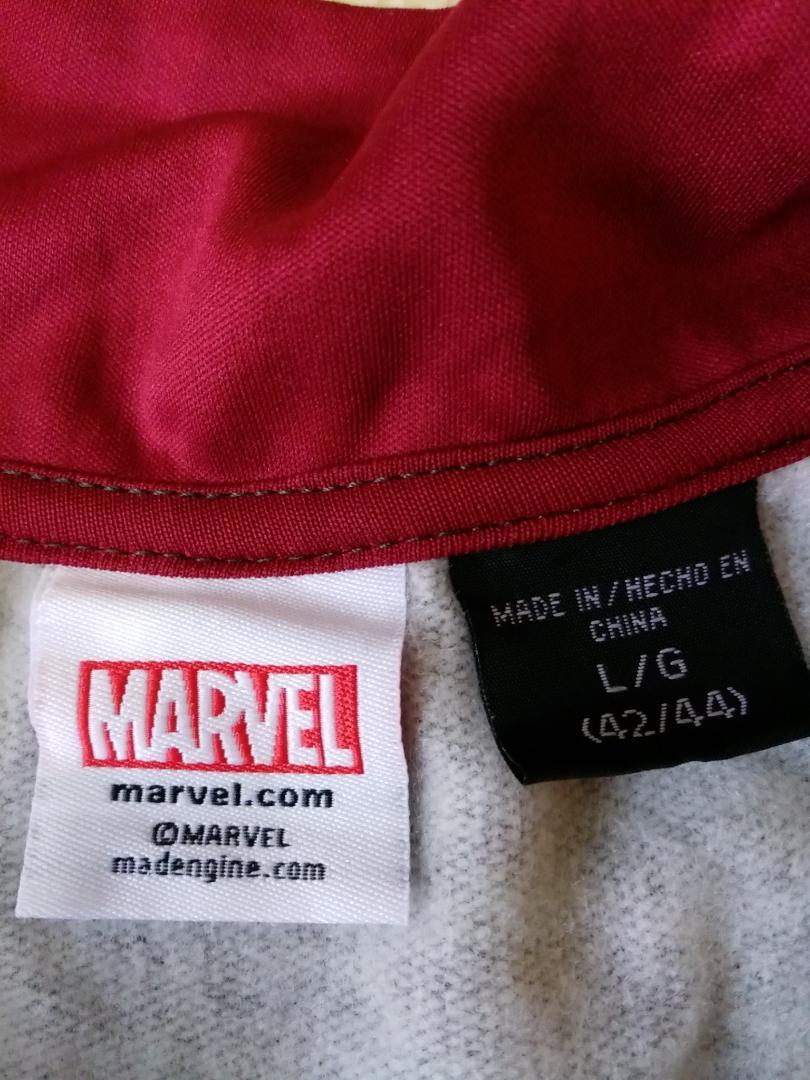 MARVEL
marvel.com
©MARVEL
madengine.com
MADE IN/HECHO EN
CHINA
L/G
(42/44)